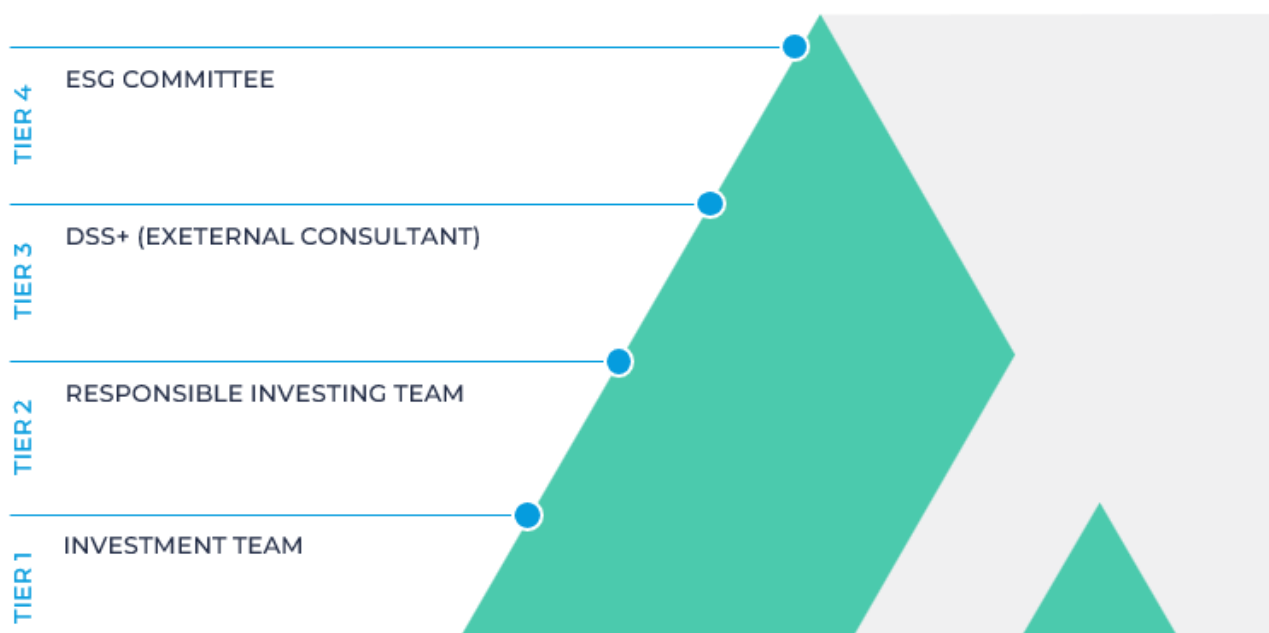 TIER 4
ESG COMMITTEE
TIER 3
DSS+ (EXETERNAL CONSULTANT)
TIER 2
RESPONSIBLE INVESTING TEAM
TIER 1
INVESTMENT TEAM